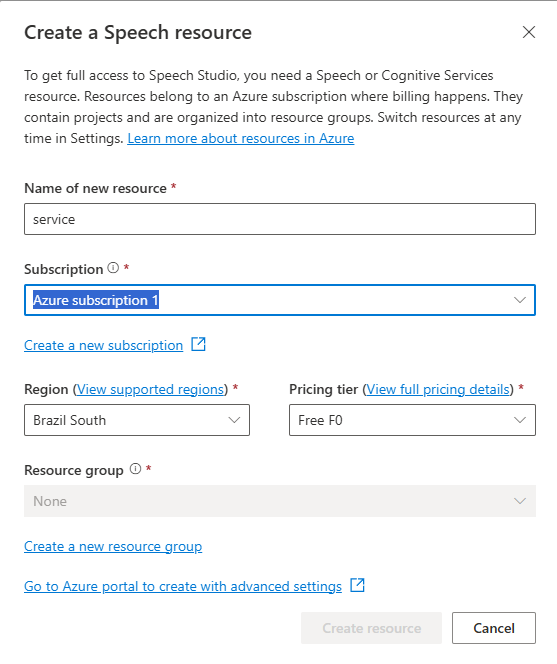 Create a Speech resource
To get full access to Speech Studio, you need a Speech or Cognitive Services
resource. Resources belong to an Azure subscription where billing happens. They
contain projects and are organized into resource groups. Switch resources at any
time in Settings. Learn more about resources in Azure
Name of new resource *
service
Subscription *
Azure subscription 1
Create a new subscription
Region (View supported regions) *
Pricing tier (View full pricing details) *
Brazil South
Free F0
Resource group *
None
Create a new resource group
Go to Azure portal to create with advanced settings
Create resource
Cancel